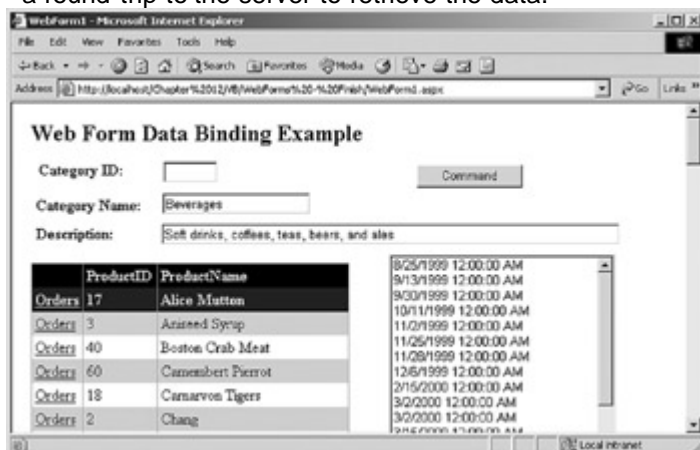 a round-trip to the server to retrieve the data.
WebForm1 - Microsoft Internet Explorer
File Edit View Favorites Tools Help
Back Search Favorites Media
Address http://localhost/Chapter%2012/VB/WebForms%20-%20Finish/WebForm1.aspx Go Links »
Web Form Data Binding Example
Category ID:
Command
Category Name: Beverages
Description: Soft drinks, coffees, teas, beers, and ales
ProductID ProductName
Orders 17 Alice Mutton
Orders 3 Aniseed Syrup
Orders 40 Boston Crab Meat
Orders 60 Camembert Pierrot
Orders 18 Carnarvon Tigers
Orders 2 Chang
8/25/1999 12:00:00 AM
9/13/1999 12:00:00 AM
9/30/1999 12:00:00 AM
10/11/1999 12:00:00 AM
11/2/1999 12:00:00 AM
11/25/1999 12:00:00 AM
11/28/1999 12:00:00 AM
12/6/1999 12:00:00 AM
2/15/2000 12:00:00 AM
3/2/2000 12:00:00 AM
3/2/2000 12:00:00 AM
Local intranet